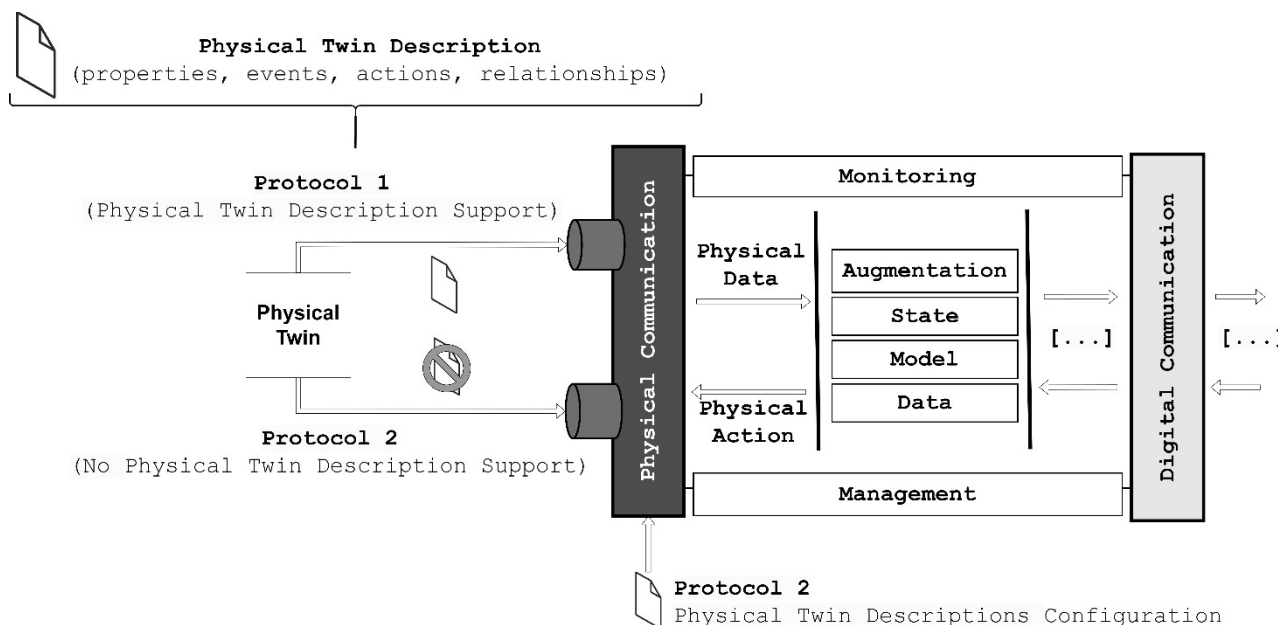 Physical Twin Description
(properties, events, actions, relationships)
Protocol 1
(Physical Twin Description Support)
Physical
Twin
Protocol 2
(No Physical Twin Description Support)
Physical Communication
Monitoring
Physical
Data
Augmentation
State
Model
Data
Physical
Action
[...]
Management
Digital Communication
[...]
Protocol 2
Physical Twin Descriptions Configuration